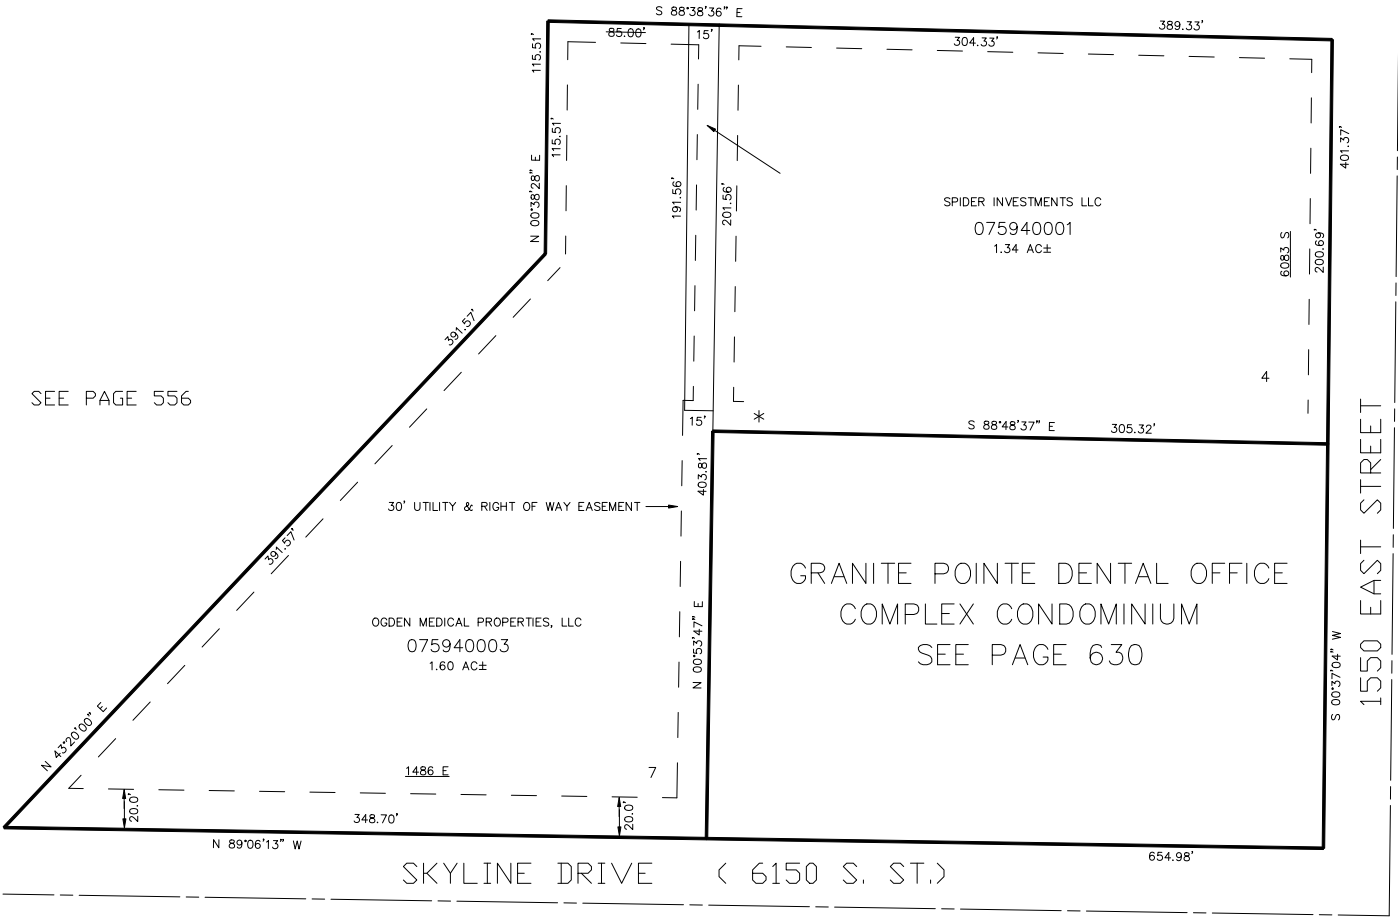 S 88°38'36" E
389.33'
85.00'
15'
304.33'
115.51'
115.51'
N 00°38'28" E
191.56'
201.56'
401.37'
SPIDER INVESTMENTS LLC
075940001
1.34 AC±
6083 S
200.69'
391.57'
4
SEE PAGE 556
15'
*
S 88°48'37" E
305.32'
403.81'
30' UTILITY & RIGHT OF WAY EASEMENT
391.57'
1550 EAST STREET
GRANITE POINTE DENTAL OFFICE
COMPLEX CONDOMINIUM
SEE PAGE 630
OGDEN MEDICAL PROPERTIES, LLC
075940003
1.60 AC±
N 00°53'47" E
S 00°37'04" W
N 43°20'00" E
1486 E
7
20.0'
20.0'
348.70'
N 89°06'13" W
654.98'
SKYLINE DRIVE ( 6150 S. ST.)